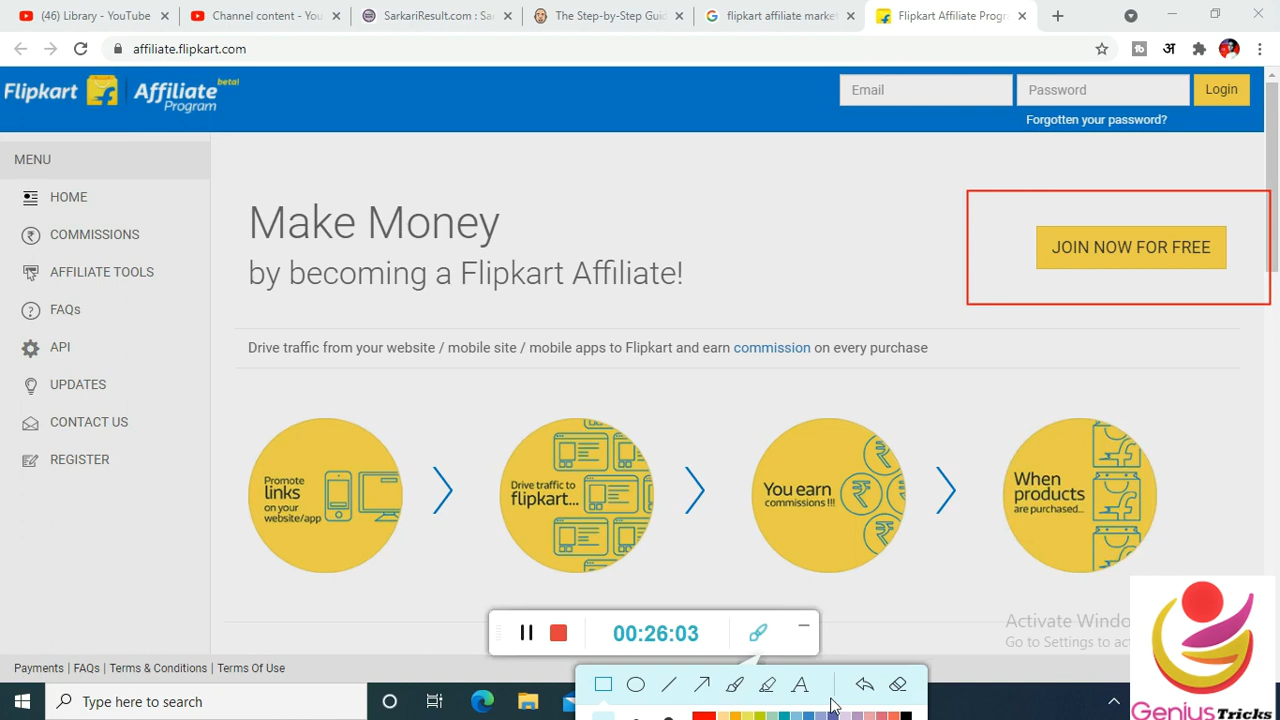 (46) Library - YouTube
Channel content - You
SarkariResult.com : Sa
The Step-by-Step Guid
flipkart affiliate market
Flipkart Affiliate Progr
affiliate.flipkart.com
अ
Flipkart
Affiliate beta!
Program
Email
Password
Login
Forgotten your password?
MENU
HOME
COMMISSIONS
AFFILIATE TOOLS
FAQs
API
UPDATES
CONTACT US
REGISTER
Make Money
by becoming a Flipkart Affiliate!
JOIN NOW FOR FREE
Drive traffic from your website / mobile site / mobile apps to Flipkart and earn commission on every purchase
Promote
links
on your
website/app
Drive traffic to
flipkart...
You earn
commissions !!!
When
products
are purchased...
Activate Windo
Go to Settings to act
00:26:03
Payments | FAQs | Terms & Conditions | Terms Of Use
Type here to search
Genius Tricks